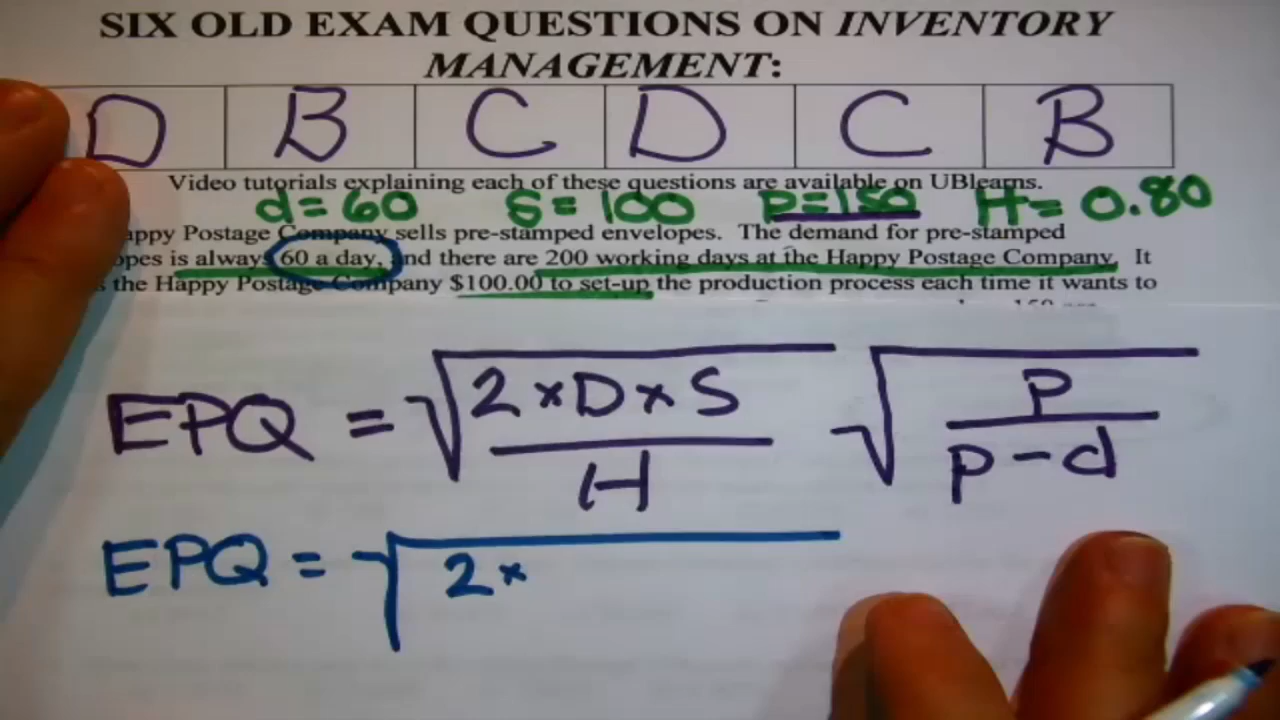 SIX OLD EXAM QUESTIONS ON INVENTORY
MANAGEMENT:
D B C D C B
Video tutorials explaining each of these questions are available on UBlearns.
d = 60 S = 100 P = 150 H = 0.80
appy Postage Company sells pre-stamped envelopes. The demand for pre-stamped
opes is always 60 a day, and there are 200 working days at the Happy Postage Company. It
the Happy Postage Company $100.00 to set-up the production process each time it wants to
EPQ = √ 2 × D × S / H √ P / P - d
EPQ = √ 2 ×